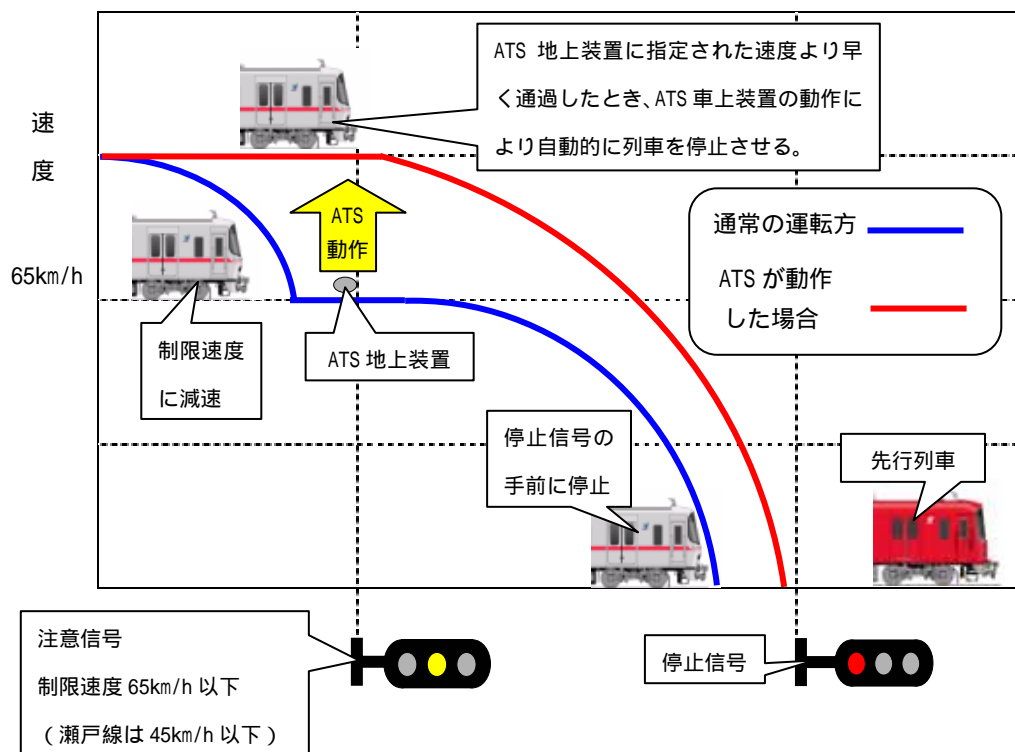 ATS 地上装置に指定された速度より早
く通過したとき、ATS 車上装置の動作に
より自動的に列車を停止させる。
速
度
65km/h
ATS
動作
通常の運転方
ATS が動作
した場合
制限速度
に減速
ATS 地上装置
停止信号の
手前に停止
先行列車
注意信号
制限速度 65km/h 以下
（瀬戸線は 45km/h 以下）
停止信号